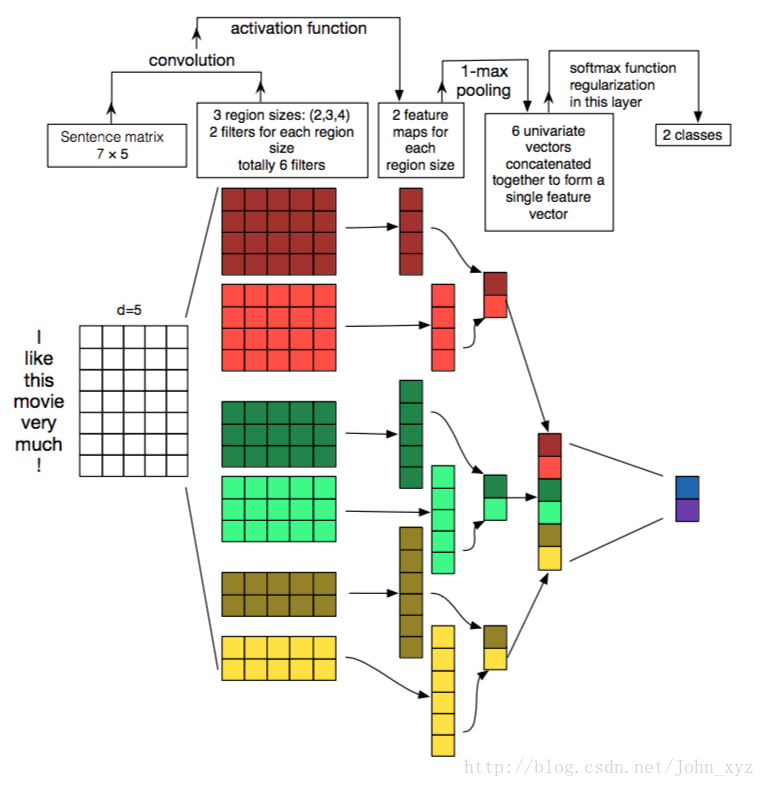 activation function
convolution
1-max
pooling
softmax function
regularization
in this layer
Sentence matrix
7 × 5
3 region sizes: (2,3,4)
2 filters for each region
size
totally 6 filters
2 feature
maps for
each
region size
6 univariate
vectors
concatenated
together to form a
single feature
vector
2 classes
d=5
I
like
this
movie
very
much
!
http://blog.csdn.net/John_xyz